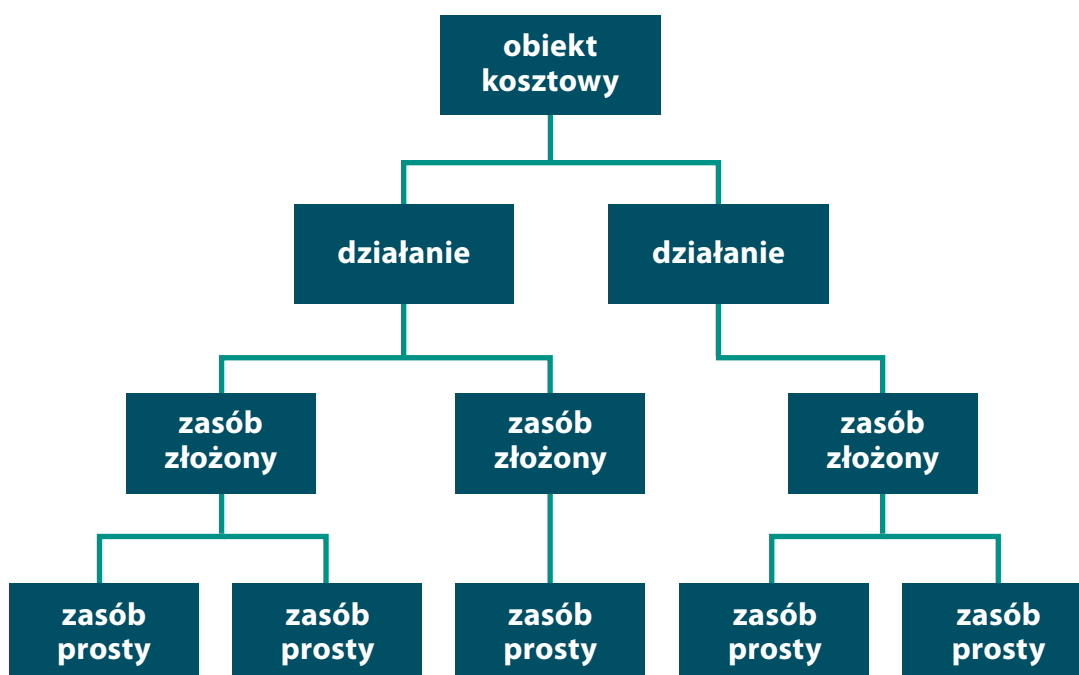 obiekt
kosztowy
działanie
działanie
zasób
złożony
zasób
złożony
zasób
złożony
zasób
prosty
zasób
prosty
zasób
prosty
zasób
prosty
zasób
prosty